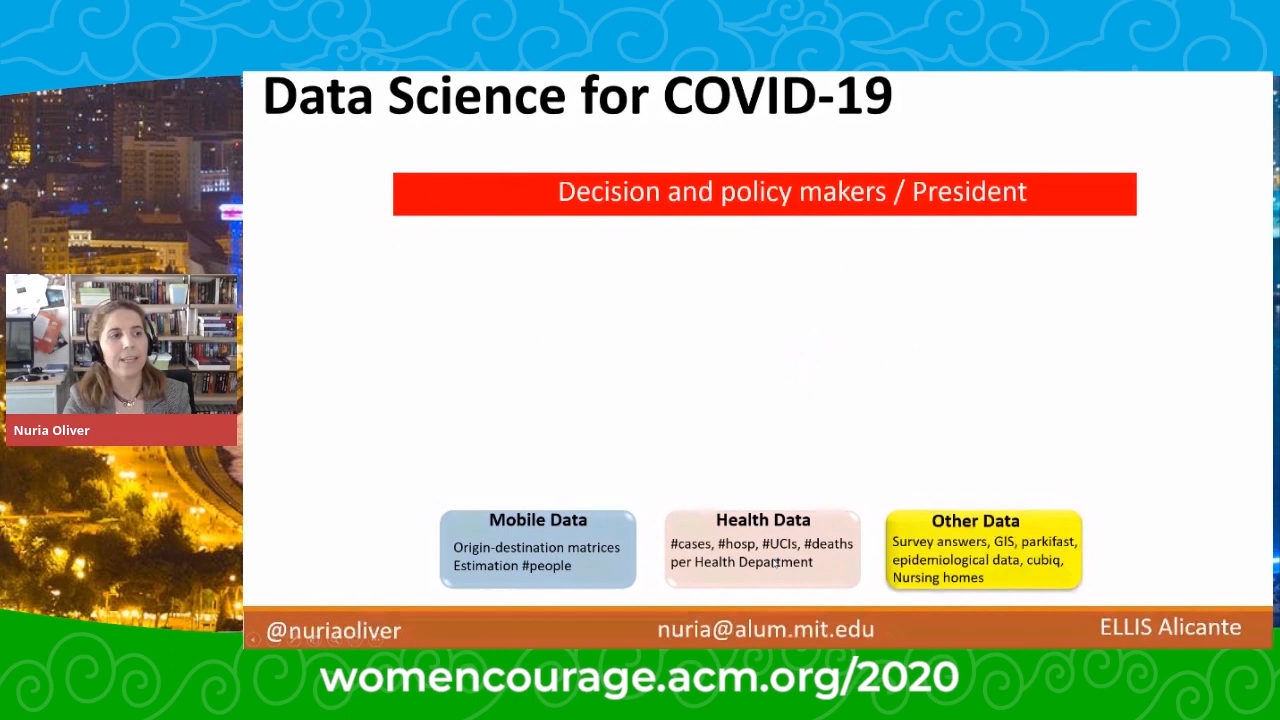 Data Science for COVID-19
Decision and policy makers / President
Nuria Oliver
Mobile Data
Origin-destination matrices
Estimation #people
Health Data
#cases, #hosp, #UCIs, #deaths
per Health Department
Other Data
Survey answers, GIS, parkifast,
epidemiological data, cubiq,
Nursing homes
@nuriaoliver
nuria@alum.mit.edu
ELLIS Alicante
womencourage.acm.org/2020